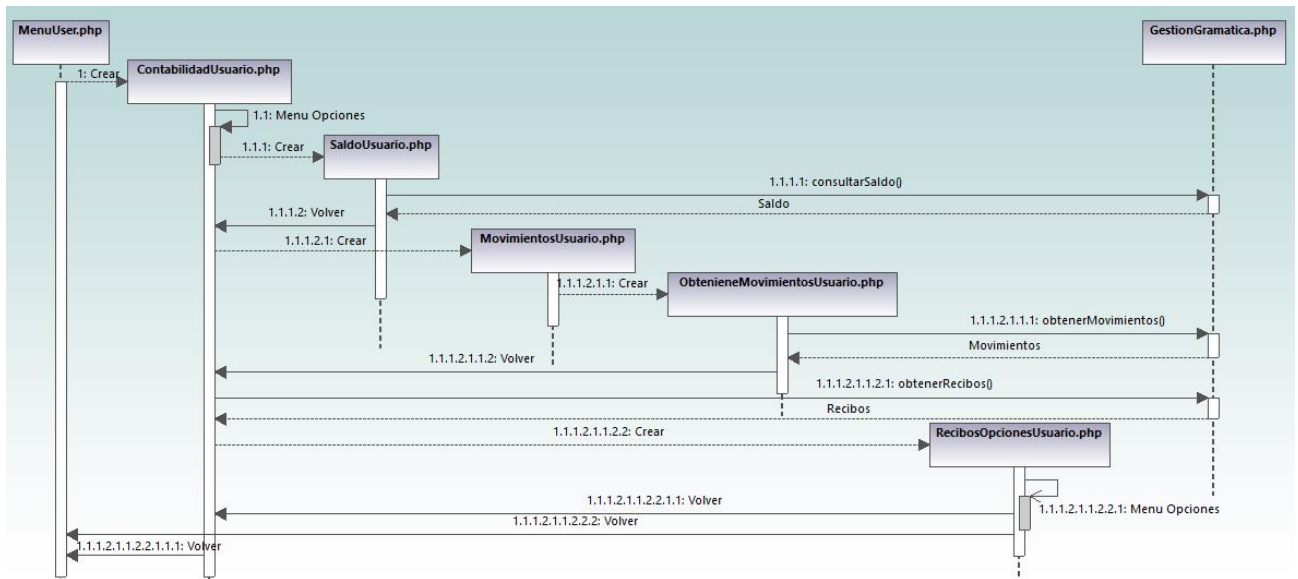 MenuUser.php
GestionGramatica.php
1: Crear
ContabilidadUsuario.php
1.1: Menu Opciones
1.1.1: Crear
SaldoUsuario.php
1.1.1.1: consultarSaldo()
Saldo
1.1.1.2: Volver
1.1.1.2.1: Crear
MovimientosUsuario.php
1.1.1.2.1.1: Crear
ObtenieneMovimientosUsuario.php
1.1.1.2.1.1.1: obtenerMovimientos()
Movimientos
1.1.1.2.1.1.2: Volver
1.1.1.2.1.1.2.1: obtenerRecibos()
Recibos
1.1.1.2.1.1.2.2: Crear
RecibosOpcionesUsuario.php
1.1.1.2.1.1.2.2.1.1: Volver
1.1.1.2.1.1.2.2.1: Menu Opciones
1.1.1.2.1.1.2.2.2: Volver
1.1.1.2.1.1.2.2.1.1.1: Volver